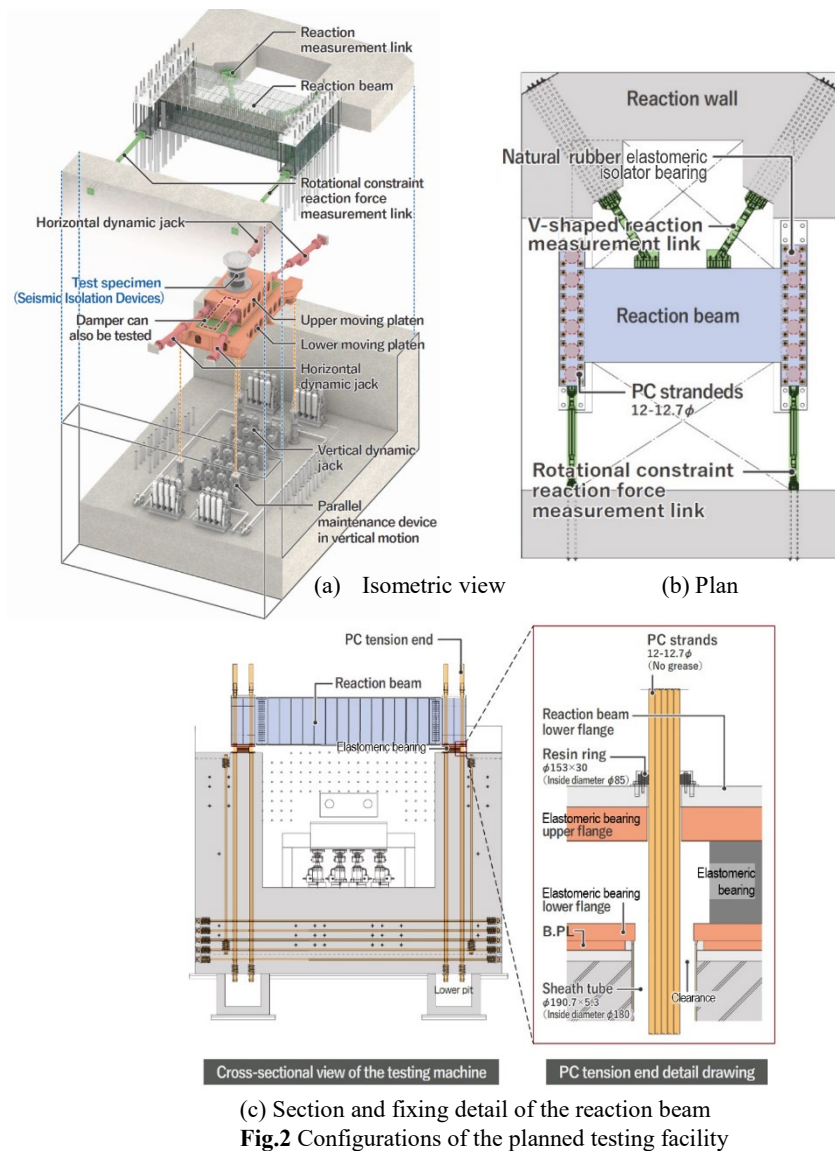 Reaction
measurement link
Reaction beam
Rotational constraint
reaction force
measurement link
Horizontal dynamic jack
Test specimen
(Seismic Isolation Devices)
Damper can
also be tested
Upper moving platen
Lower moving platen
Horizontal
dynamic jack
Vertical dynamic
jack
Parallel
maintenance device
in vertical motion
(a) Isometric view
Reaction wall
Natural rubber elastomeric
isolator bearing
V-shaped reaction
measurement link
Reaction beam
PC strandeds
12-12.7φ
Rotational constraint
reaction force
measurement link
(b) Plan
PC tension end
Reaction beam
Elastomeric bearing
Lower pit
Cross-sectional view of the testing machine
PC strands
12-12.7φ
(No grease)
Reaction beam
lower flange
Resin ring
φ153×30
(Inside diameter φ85)
Elastomeric bearing
upper flange
Elastomeric
bearing
Elastomeric bearing
lower flange
B.PL
Sheath tube
φ190.7×5.3
(Inside diameter φ180)
Clearance
PC tension end detail drawing
(c) Section and fixing detail of the reaction beam
Fig.2 Configurations of the planned testing facility